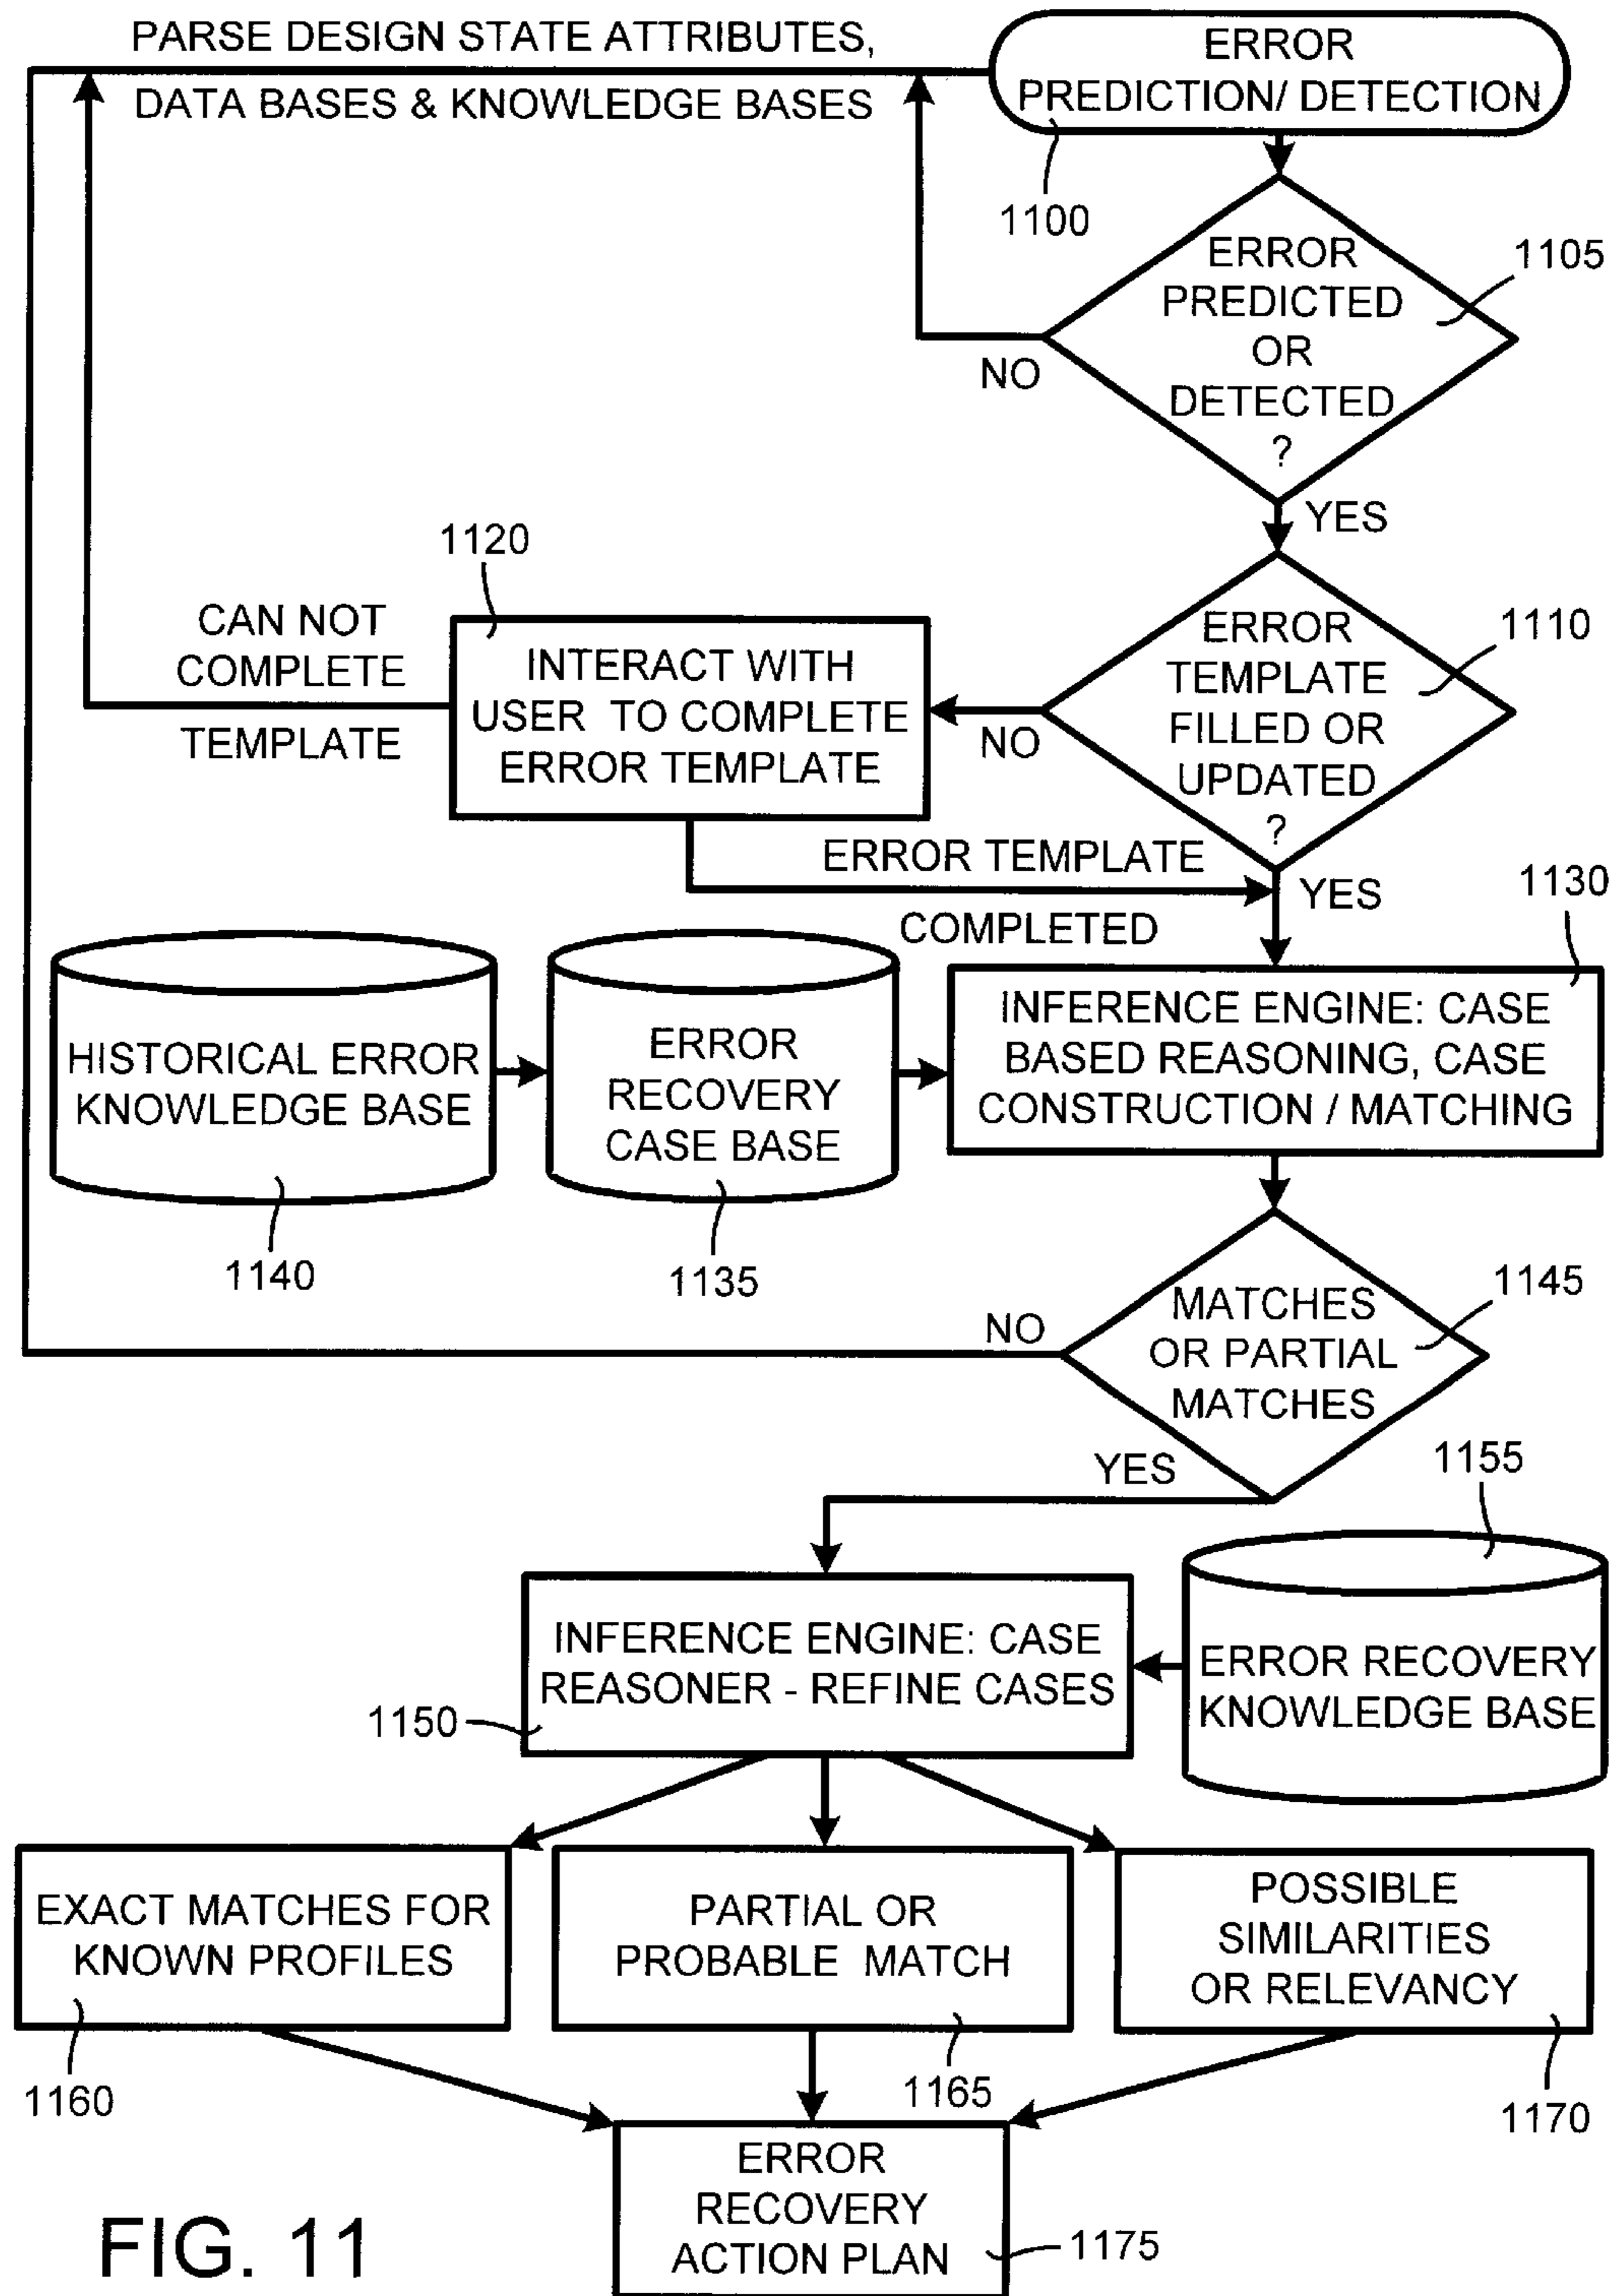 PARSE DESIGN STATE ATTRIBUTES,
DATA BASES & KNOWLEDGE BASES
ERROR
PREDICTION/ DETECTION
1100
ERROR
PREDICTED
OR
DETECTED
?
1105
NO
YES
1120
CAN NOT
COMPLETE
TEMPLATE
INTERACT WITH
USER TO COMPLETE
ERROR TEMPLATE
NO
ERROR
TEMPLATE
FILLED OR
UPDATED
?
1110
ERROR TEMPLATE
COMPLETED
YES
1130
HISTORICAL ERROR
KNOWLEDGE BASE
1140
ERROR
RECOVERY
CASE BASE
1135
INFERENCE ENGINE: CASE
BASED REASONING, CASE
CONSTRUCTION / MATCHING
NO
MATCHES
OR PARTIAL
MATCHES
1145
YES
1155
INFERENCE ENGINE: CASE
REASONER - REFINE CASES
1150
ERROR RECOVERY
KNOWLEDGE BASE
EXACT MATCHES FOR
KNOWN PROFILES
1160
PARTIAL OR
PROBABLE MATCH
1165
POSSIBLE
SIMILARITIES
OR RELEVANCY
1170
ERROR
RECOVERY
ACTION PLAN
1175
FIG. 11